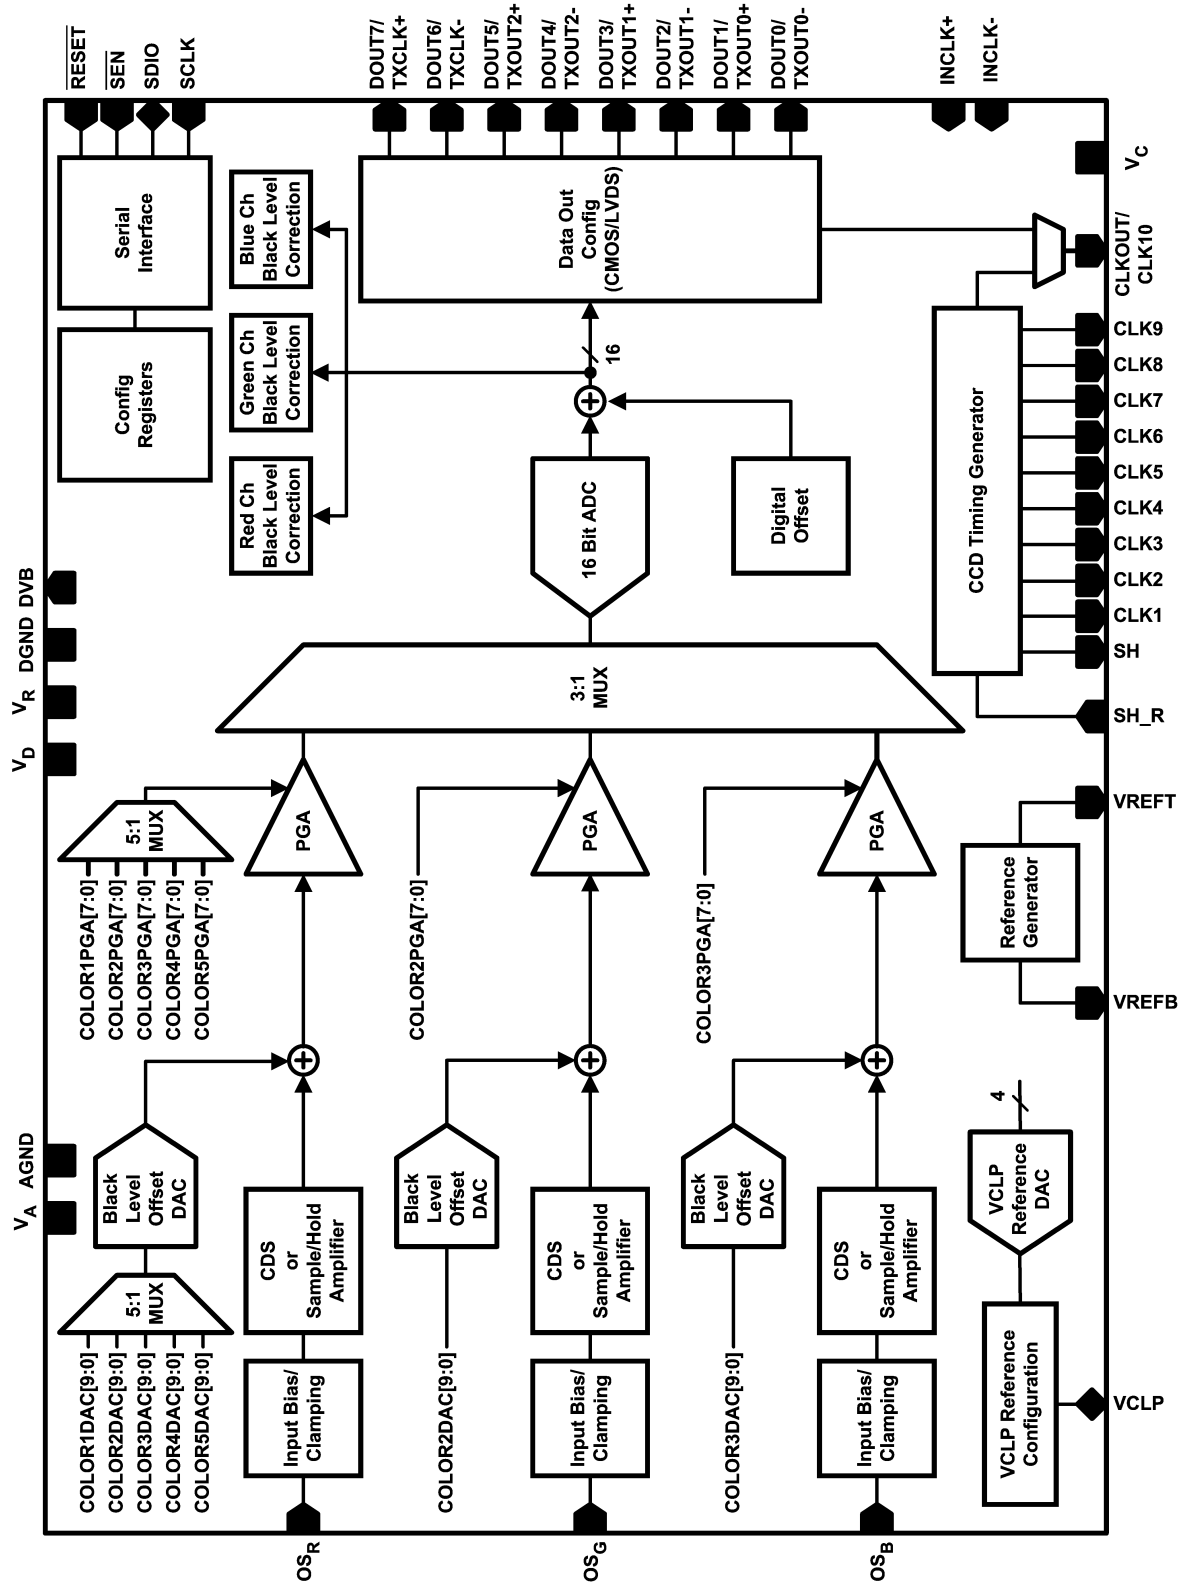 RESET
SEN
SDIO
SCLK
DOUT7/
TXCLK+
DOUT6/
TXCLK-
DOUT5/
TXOUT2+
DOUT4/
TXOUT2-
DOUT3/
TXOUT1+
DOUT2/
TXOUT1-
DOUT1/
TXOUT0+
DOUT0/
TXOUT0-
INCLK+
INCLK-
Serial
Interface
Config
Registers
Blue Ch
Black Level
Correction
Green Ch
Black Level
Correction
Red Ch
Black Level
Correction
Data Out
Config
(CMOS/LVDS)
16
16 Bit ADC
Digital
Offset
CCD Timing Generator
VC
CLKOUT/
CLK10
CLK9
CLK8
CLK7
CLK6
CLK5
CLK4
CLK3
CLK2
CLK1
SH
SH_R
DVB
DGND
VR
VD
3:1
MUX
5:1
MUX
COLOR1PGA[7:0]
COLOR2PGA[7:0]
COLOR3PGA[7:0]
COLOR4PGA[7:0]
COLOR5PGA[7:0]
PGA
COLOR2PGA[7:0]
PGA
COLOR3PGA[7:0]
PGA
VREFT
Reference
Generator
VREFB
AGND
VA
Black
Level
Offset
DAC
5:1
MUX
COLOR1DAC[9:0]
COLOR2DAC[9:0]
COLOR3DAC[9:0]
COLOR4DAC[9:0]
COLOR5DAC[9:0]
CDS
or
Sample/Hold
Amplifier
Input Bias/
Clamping
OSR
Black
Level
Offset
DAC
COLOR2DAC[9:0]
CDS
or
Sample/Hold
Amplifier
Input Bias/
Clamping
OSG
Black
Level
Offset
DAC
COLOR3DAC[9:0]
CDS
or
Sample/Hold
Amplifier
Input Bias/
Clamping
OSB
4
VCLP
Reference
DAC
VCLP Reference
Configuration
VCLP